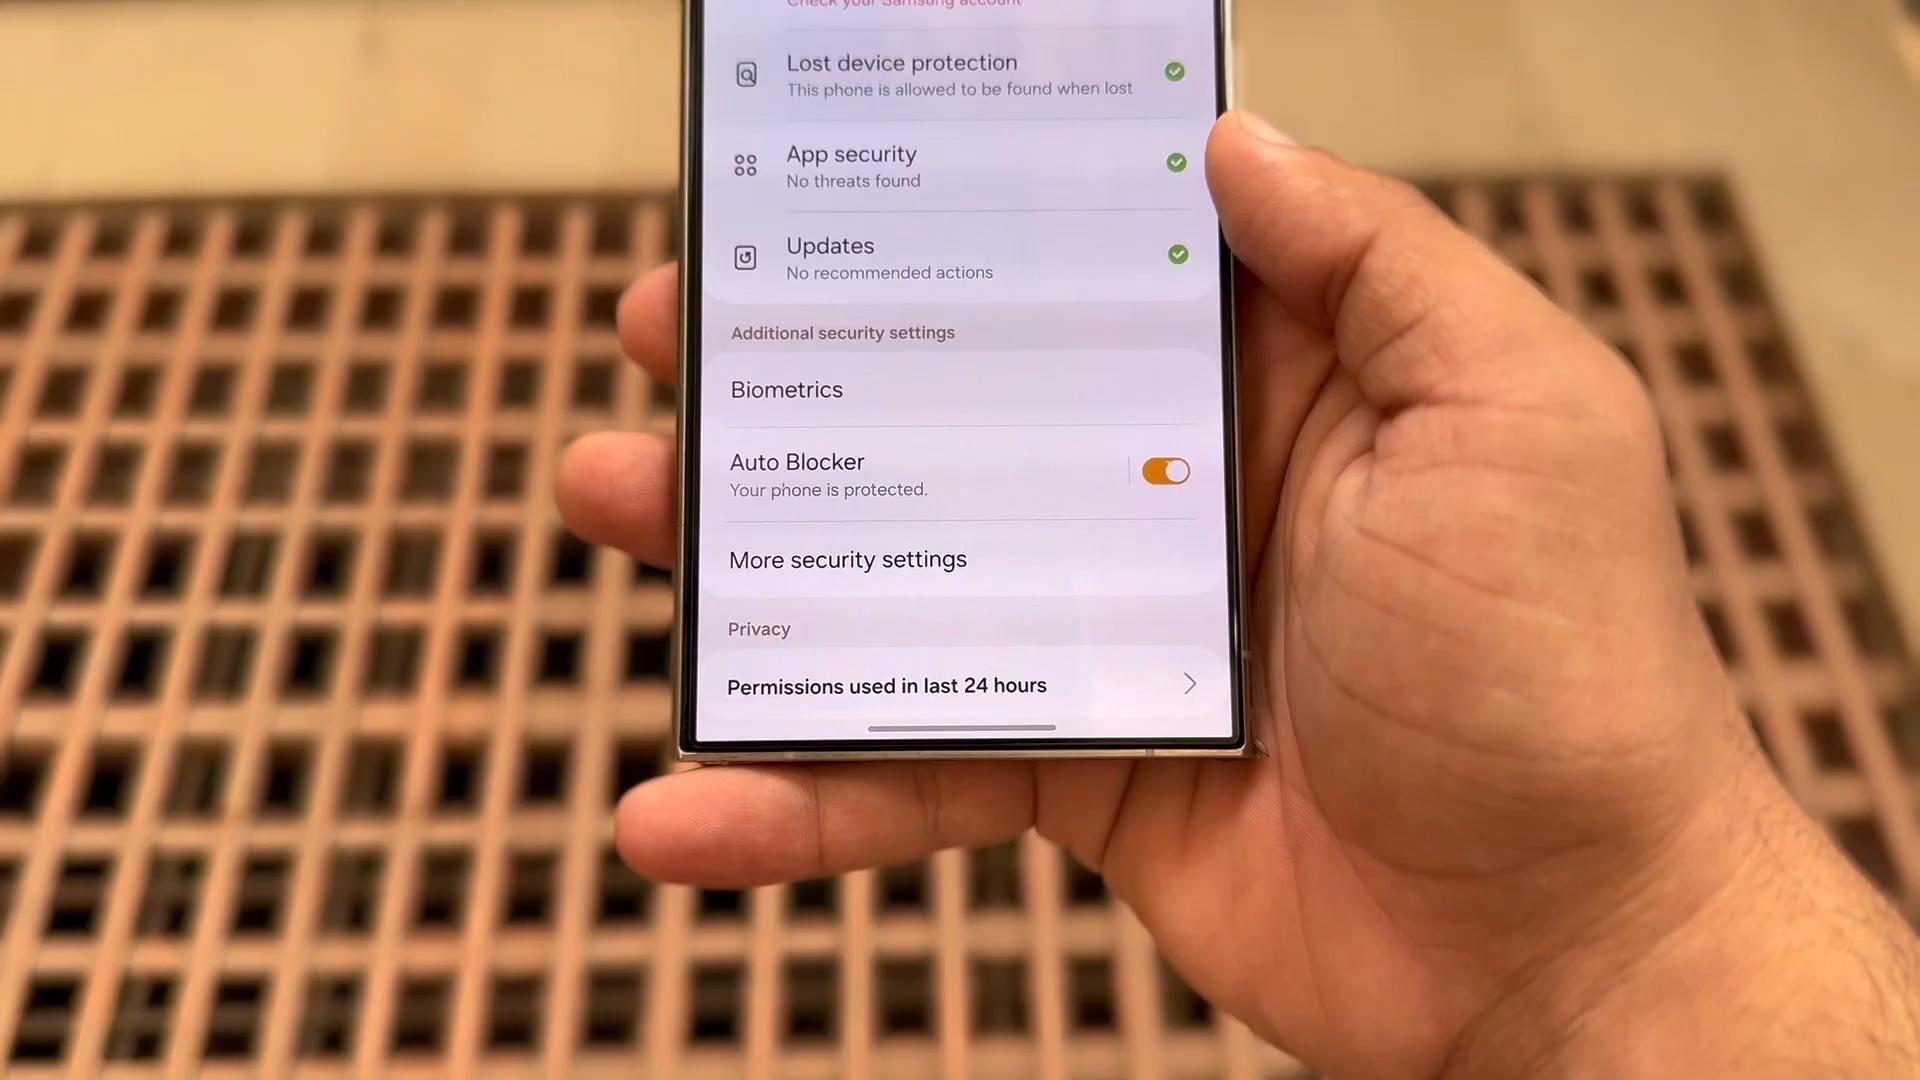 Check your Samsung account
Lost device protection
This phone is allowed to be found when lost
App security
No threats found
Updates
No recommended actions
Additional security settings
Biometrics
Auto Blocker
Your phone is protected.
More security settings
Privacy
Permissions used in last 24 hours